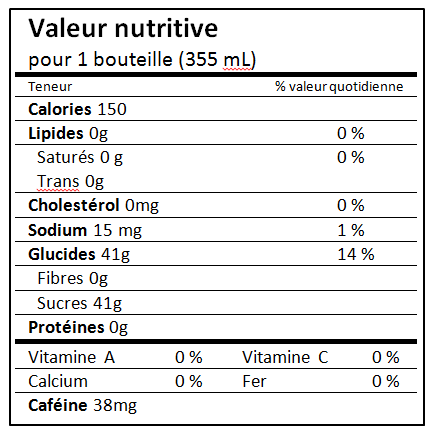 Valeur nutritive
pour 1 bouteille (355 mL)
Teneur % valeur quotidienne
Calories 150
Lipides 0g 0 %
Saturés 0 g 0 %
Trans 0g
Cholestérol 0mg 0 %
Sodium 15 mg 1 %
Glucides 41g 14 %
Fibres 0g
Sucres 41g
Protéines 0g
Vitamine A 0 % Vitamine C 0 %
Calcium 0 % Fer 0 %
Caféine 38mg